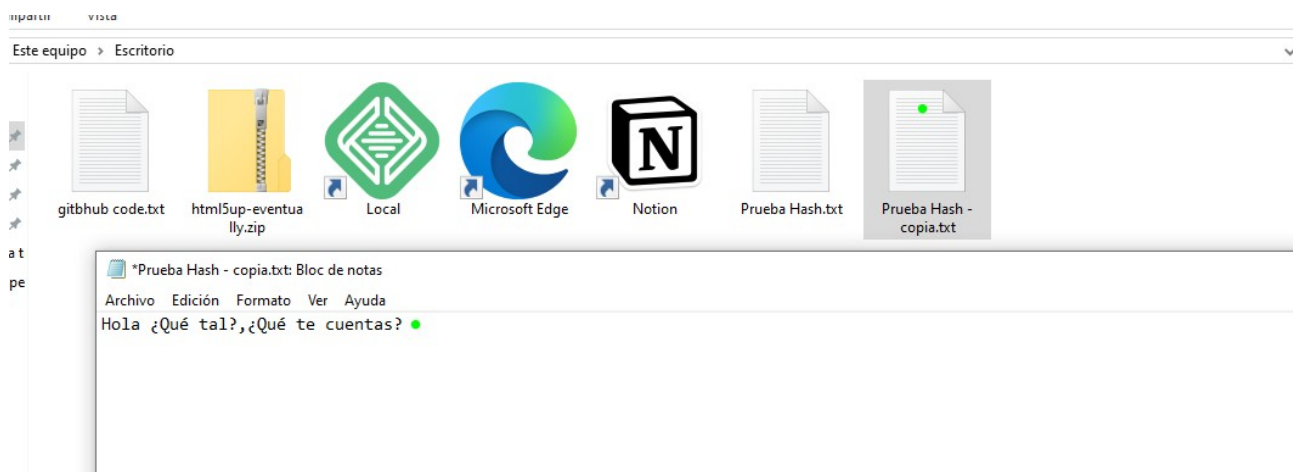 Vista
Este equipo > Escritorio
gitbhub code.txt
html5up-eventua
lly.zip
Local
Microsoft Edge
N
Notion
Prueba Hash.txt
Prueba Hash -
copia.txt
a t
pe
*Prueba Hash - copia.txt: Bloc de notas
Archivo Edición Formato Ver Ayuda
Hola ¿Qué tal?,¿Qué te cuentas?